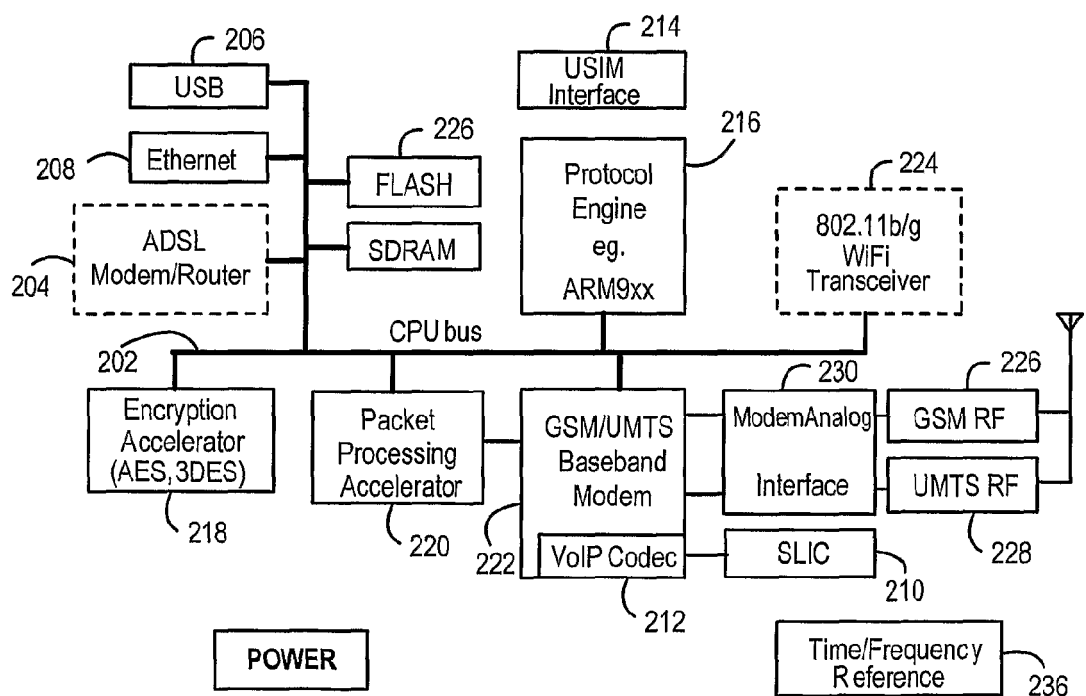 206
USB
208
Ethernet
226
FLASH
SDRAM
ADSL
Modem/Router
204
214
USIM
Interface
216
Protocol
Engine
eg.
ARM9xx
224
802.11b/g
WiFi
Transceiver
CPU bus
202
Encryption
Accelerator
(AES, 3DES)
218
Packet
Processing
Accelerator
220
GSM/UMTS
Baseband
Modem
222
VoIP Codec
212
230
Modem Analog
Interface
226
GSM RF
UMTS RF
228
SLIC
210
POWER
Time/Frequency
Reference
236